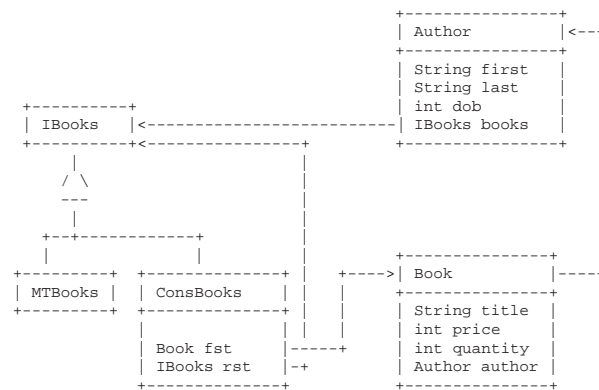 Author
String first
String last
int dob
IBooks books
IBooks
MTBooks
ConsBooks
Book fst
IBooks rst
Book
String title
int price
int quantity
Author author